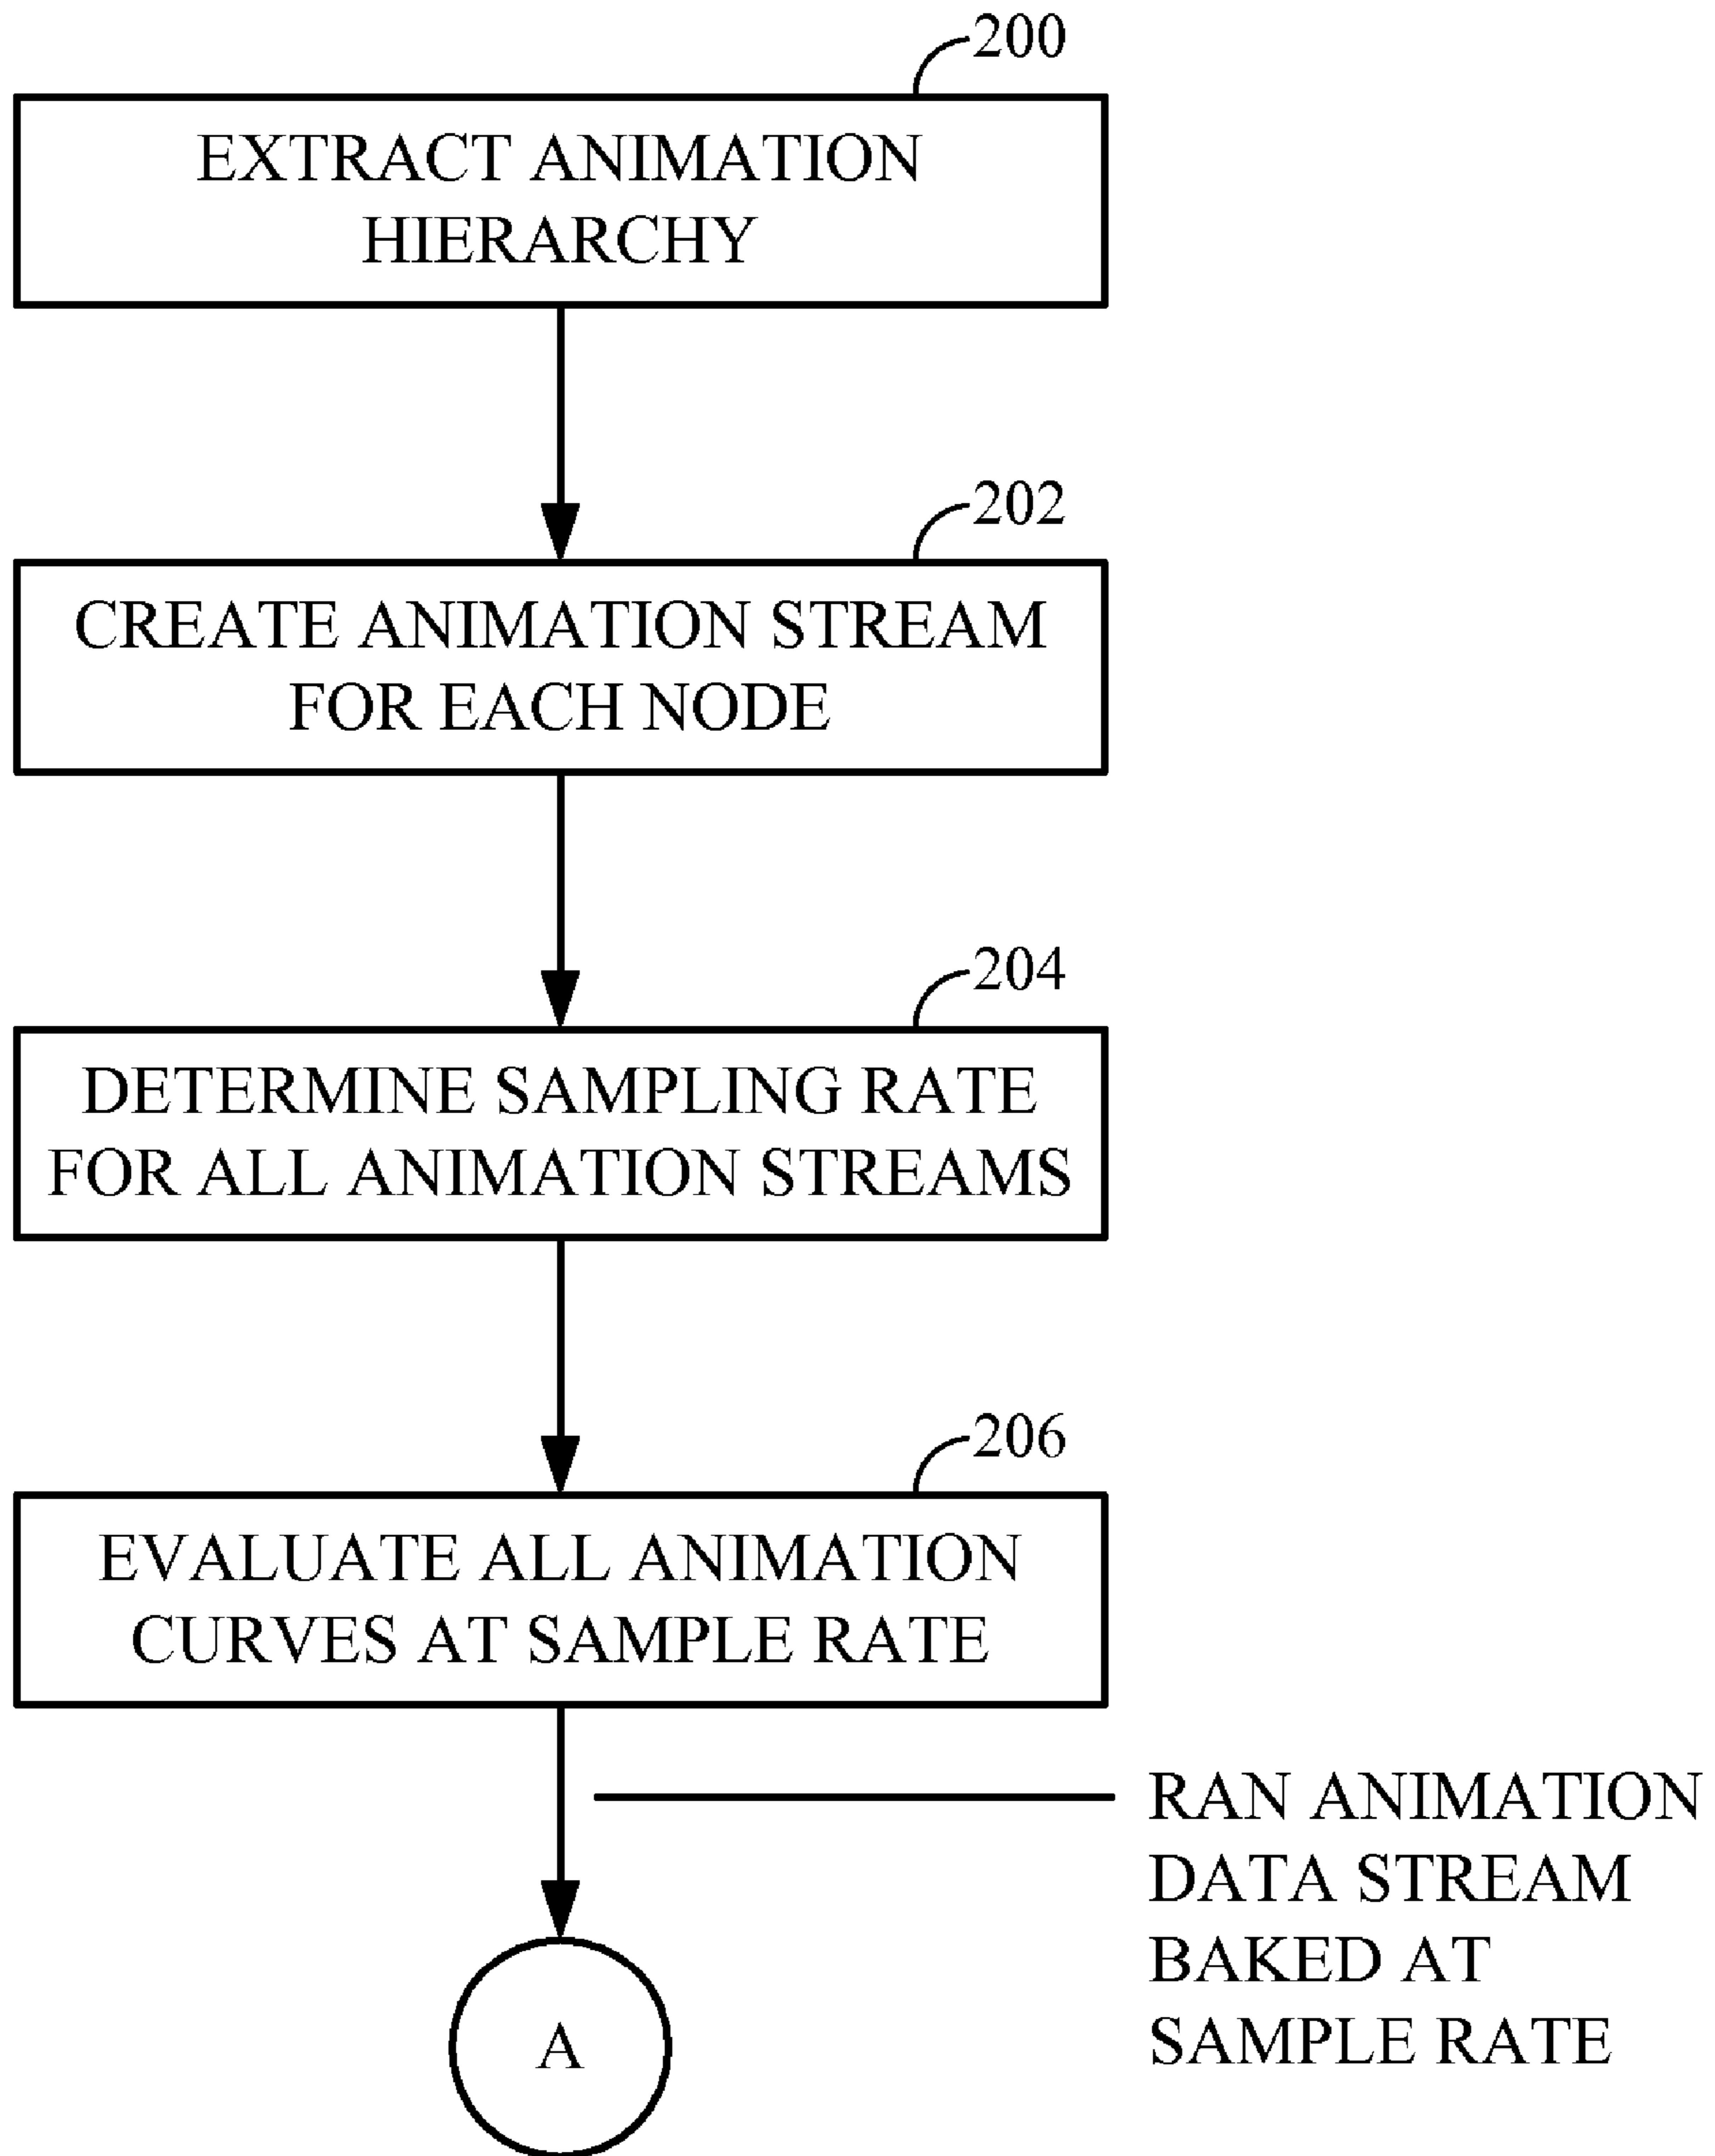 200
EXTRACT ANIMATION
HIERARCHY
202
CREATE ANIMATION STREAM
FOR EACH NODE
204
DETERMINE SAMPLING RATE
FOR ALL ANIMATION STREAMS
206
EVALUATE ALL ANIMATION
CURVES AT SAMPLE RATE
RAN ANIMATION
DATA STREAM
BAKED AT
SAMPLE RATE
A